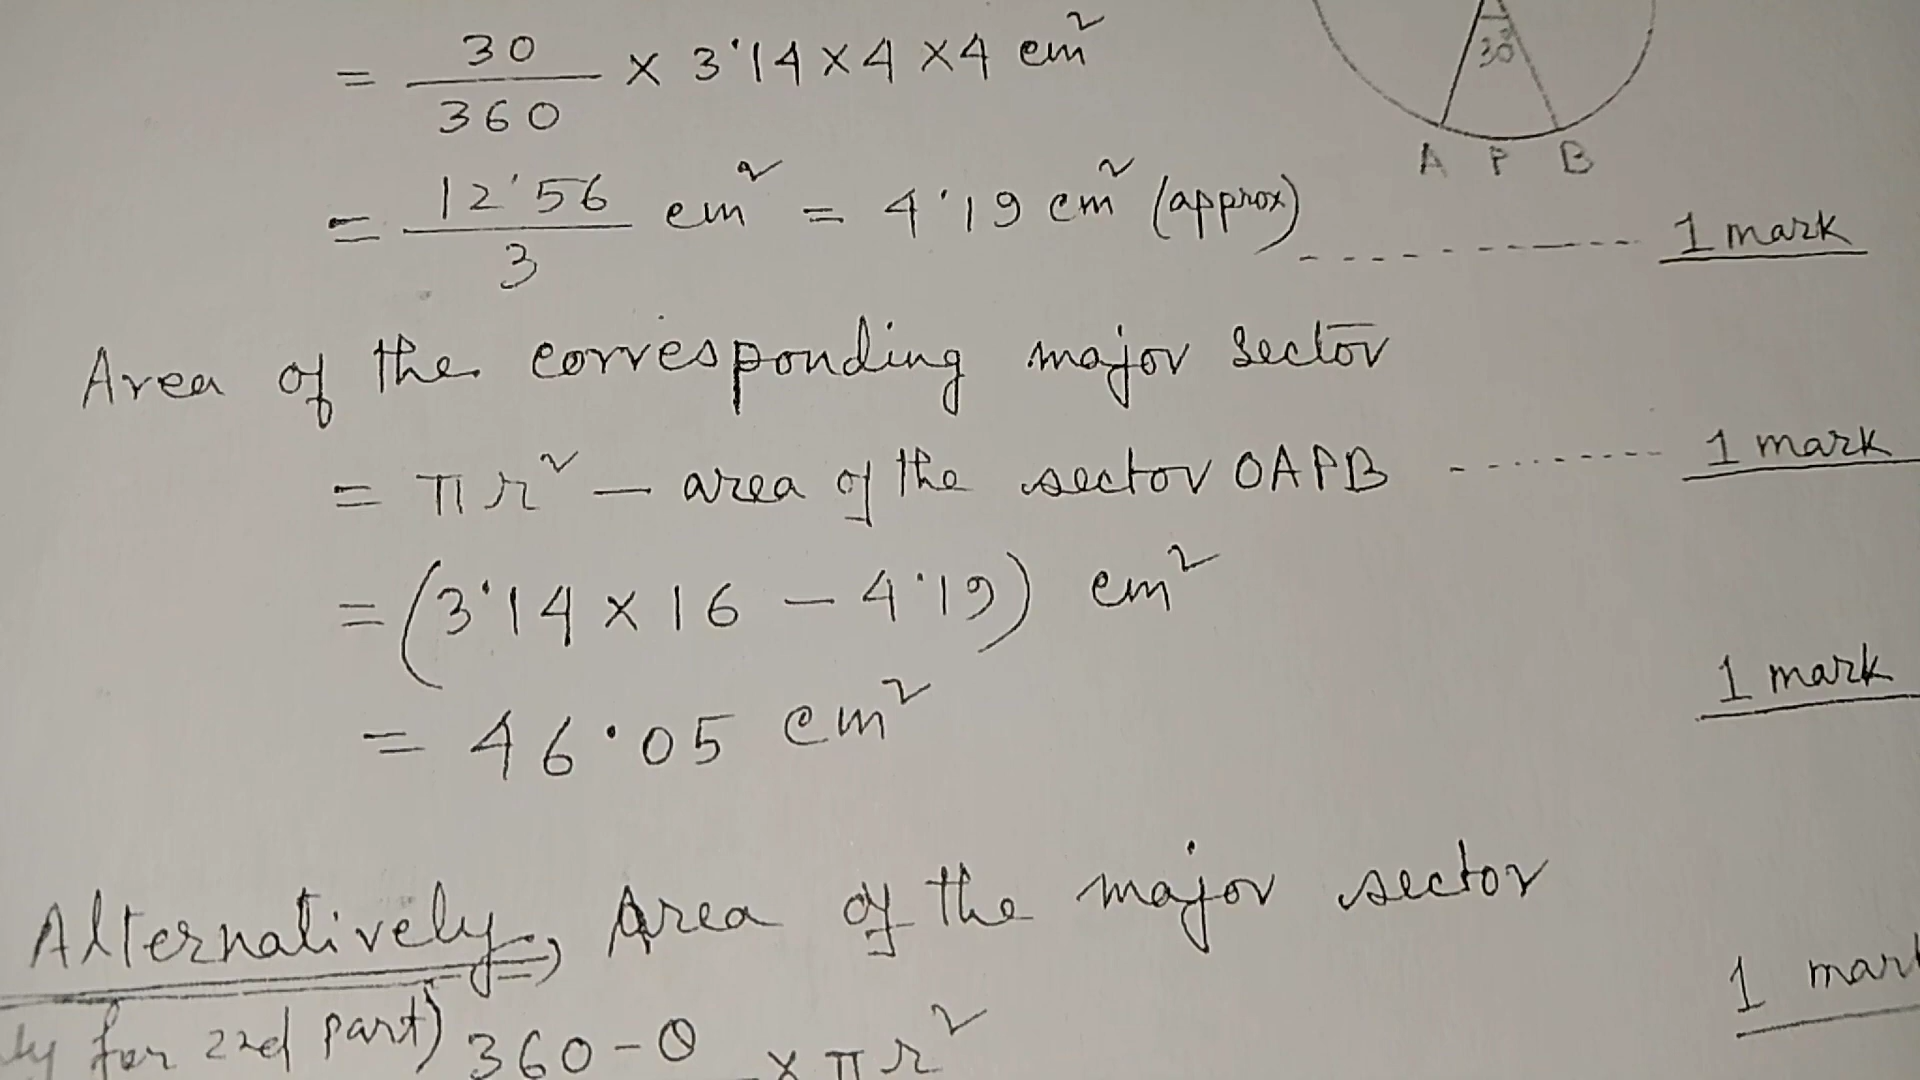 = 30/360 × 3·14 × 4 × 4 cm²
30°
A P B
= 12·56/3 cm² = 4·19 cm² (approx) 1 mark
Area of the corresponding major sector
= πr² – area of the sector OAPB 1 mark
= (3·14 × 16 – 4·19) cm²
= 46·05 cm² 1 mark
Alternatively, Area of the major sector
for 2nd part) 360-θ × πr² 1 mark